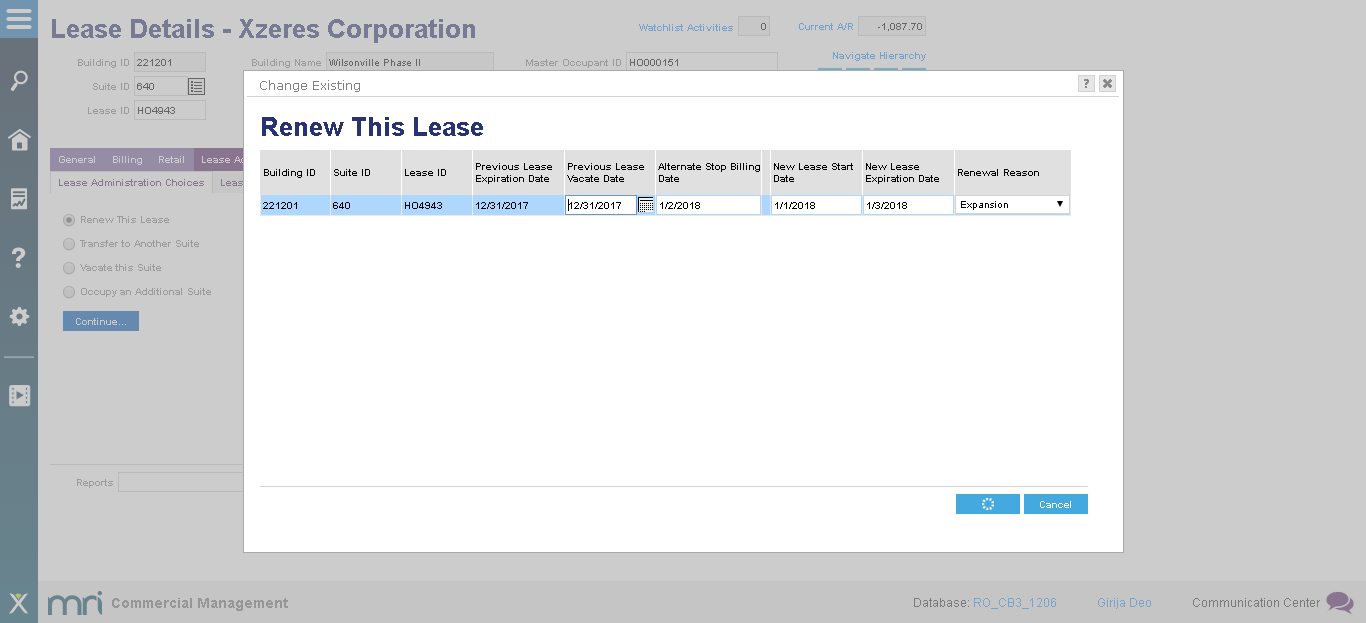 Lease Details - Xzeres Corporation
Watchlist Activities 0 Current A/R -1,087.70
Navigate Hierarchy
Building ID 221201 Building Name Wilsonville Phase II Master Occupant ID HO000151
Suite ID 640
Lease ID HO4943
General Billing Retail Lease Ad
Lease Administration Choices Leas
Renew This Lease
Transfer to Another Suite
Vacate this Suite
Occupy an Additional Suite
Continue...
Reports
Change Existing ?
Renew This Lease
Building ID Suite ID Lease ID Previous Lease Expiration Date Previous Lease Vacate Date Alternate Stop Billing Date New Lease Start Date New Lease Expiration Date Renewal Reason
221201 640 HO4943 12/31/2017 12/31/2017 1/2/2018 1/1/2018 1/3/2018 Expansion
Cancel
mri Commercial Management Database: RO_CB3_1206 Girija Deo Communication Center